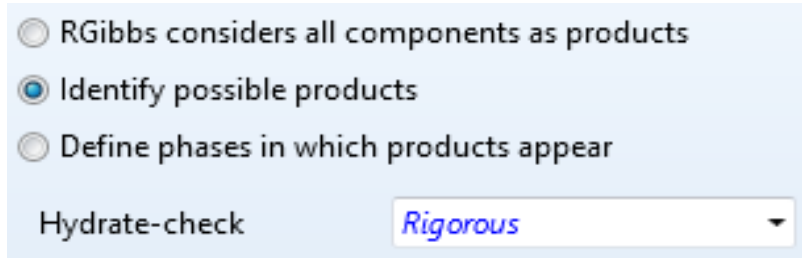 RGibbs considers all components as products
Identify possible products
Define phases in which products appear
Hydrate-check Rigorous